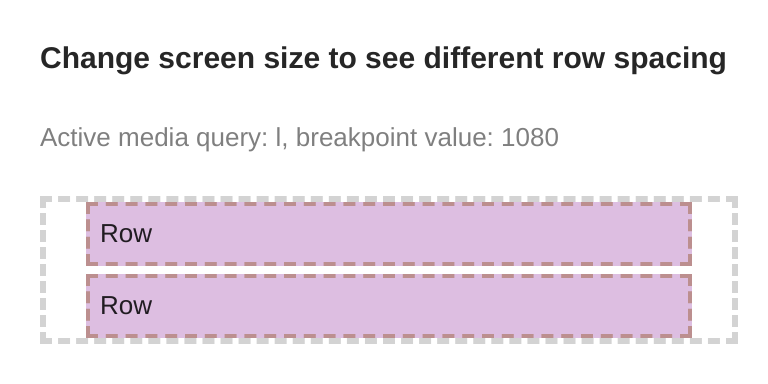 Change screen size to see different row spacing
Active media query: l, breakpoint value: 1080
Row
Row